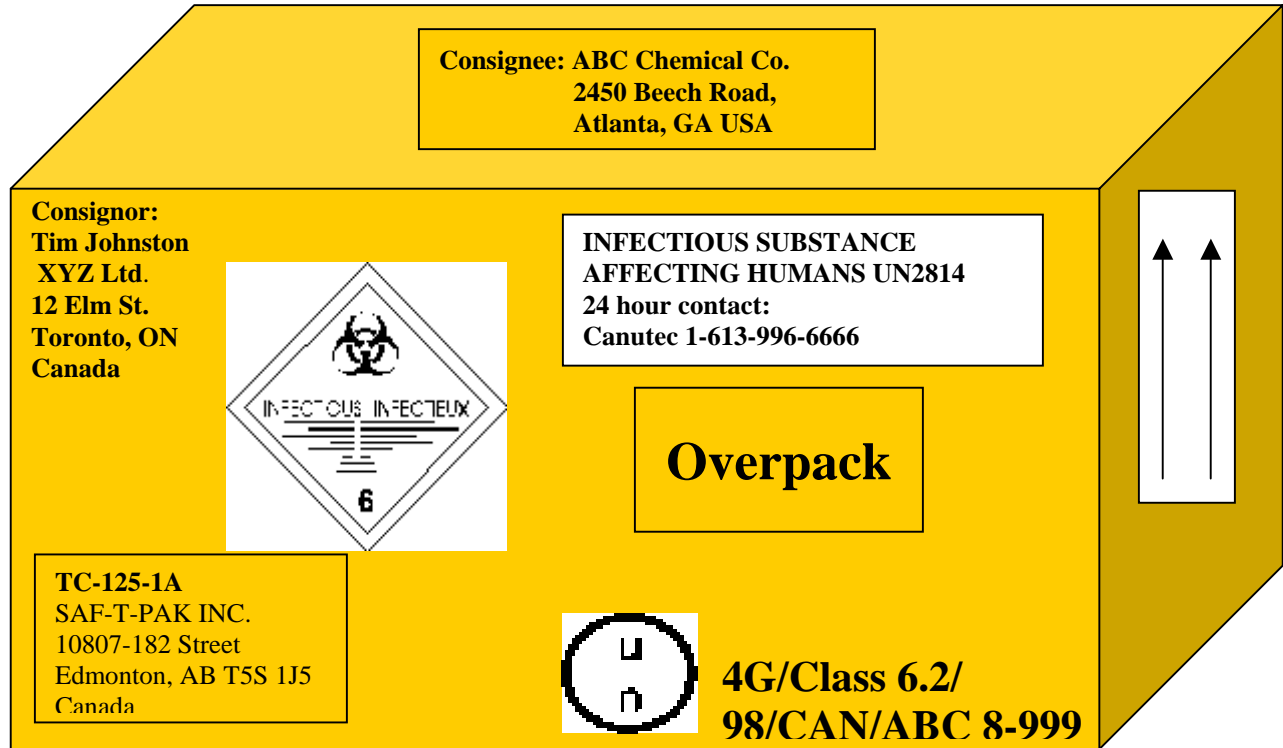 Consignee: ABC Chemical Co.
2450 Beech Road,
Atlanta, GA USA
Consignor:
Tim Johnston
XYZ Ltd.
12 Elm St.
Toronto, ON
Canada
INFECTIOUS SUBSTANCE
AFFECTING HUMANS UN2814
24 hour contact:
Canutec 1-613-996-6666
INFECTIOUS INFECTIEUX
6
Overpack
TC-125-1A
SAF-T-PAK INC.
10807-182 Street
Edmonton, AB T5S 1J5
Canada
u
n
4G/Class 6.2/
98/CAN/ABC 8-999